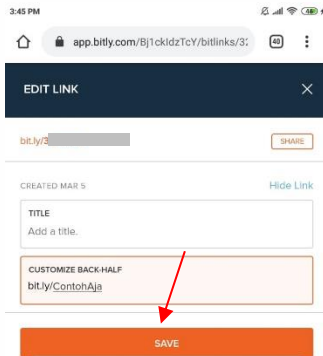 3:45 PM
app.bitly.com/Bj1ckIdzTcY/bitlinks/3
40
EDIT LINK
bit.ly/3
SHARE
CREATED MAR 5
Hide Link
TITLE
Add a title.
CUSTOMIZE BACK-HALF
bit.ly/ContohAja
SAVE